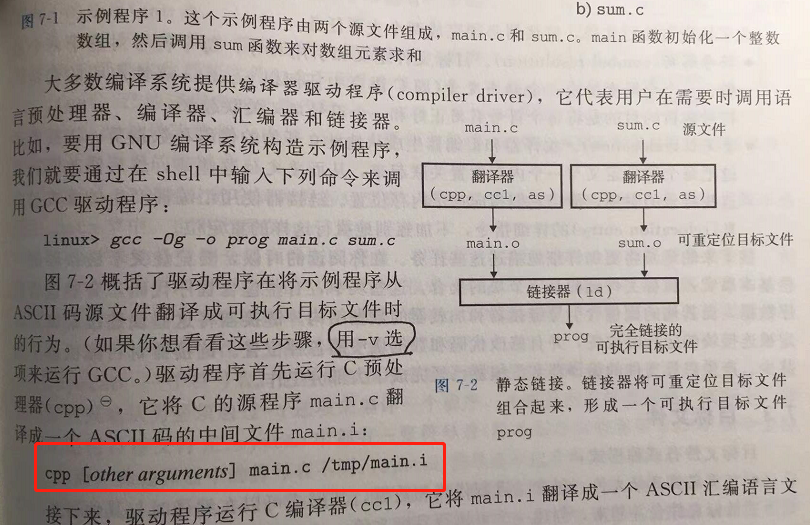 b) sum.c
图 7-1 示例程序 1。这个示例程序由两个源文件组成，main.c 和 sum.c。main 函数初始化一个整数
数组，然后调用 sum 函数来对数组元素求和
大多数编译系统提供编译器驱动程序(compiler driver)，它代表用户在需要时调用语
言预处理器、编译器、汇编器和链接器。
比如，要用 GNU 编译系统构造示例程序，
我们就要通过在 shell 中输入下列命令来调
用 GCC 驱动程序：
linux> gcc -Og -o prog main.c sum.c
图 7-2 概括了驱动程序在将示例程序从
ASCII 码源文件翻译成可执行目标文件时
的行为。(如果你想看看这些步骤，用-v 选
项来运行 GCC。)驱动程序首先运行 C 预处
理器(cpp)㊀，它将 C 的源程序 main.c 翻
译成一个 ASCII 码的中间文件 main.i：
cpp [other arguments] main.c /tmp/main.i
main.c sum.c 源文件
翻译器 翻译器
(cpp, cc1, as) (cpp, cc1, as)
main.o sum.o 可重定位目标文件
链接器(ld)
prog 完全链接的
可执行目标文件
图 7-2 静态链接。链接器将可重定位目标文件
组合起来，形成一个可执行目标文件
prog
接下来，驱动程序运行 C 编译器(cc1)，它将 main.i 翻译成一个 ASCII 汇编语言文